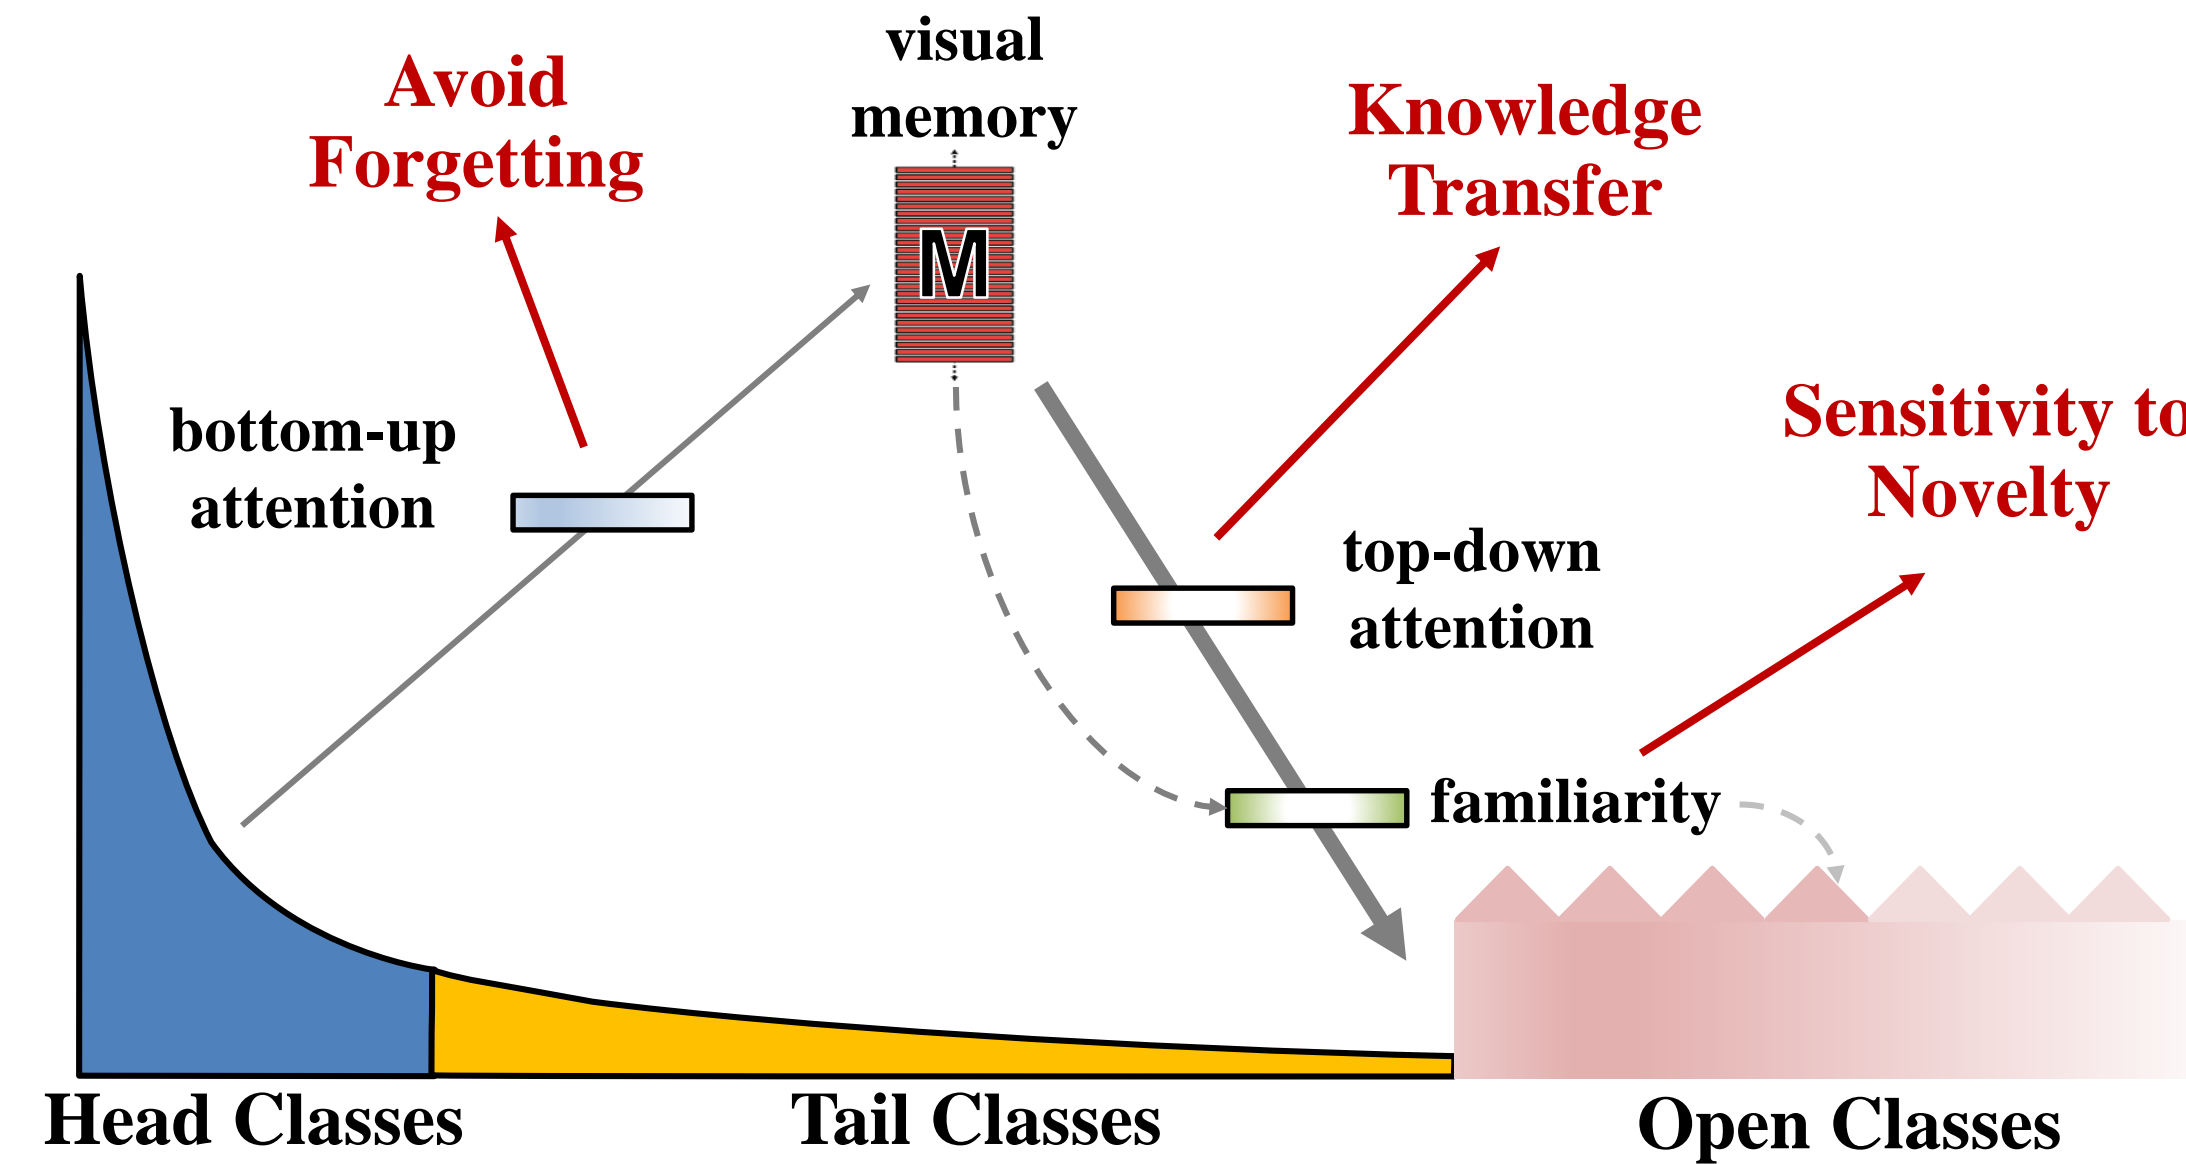 visual
memory
Avoid
Forgetting
Knowledge
Transfer
M
bottom-up
attention
Sensitivity to
Novelty
top-down
attention
familiarity
Head Classes
Tail Classes
Open Classes